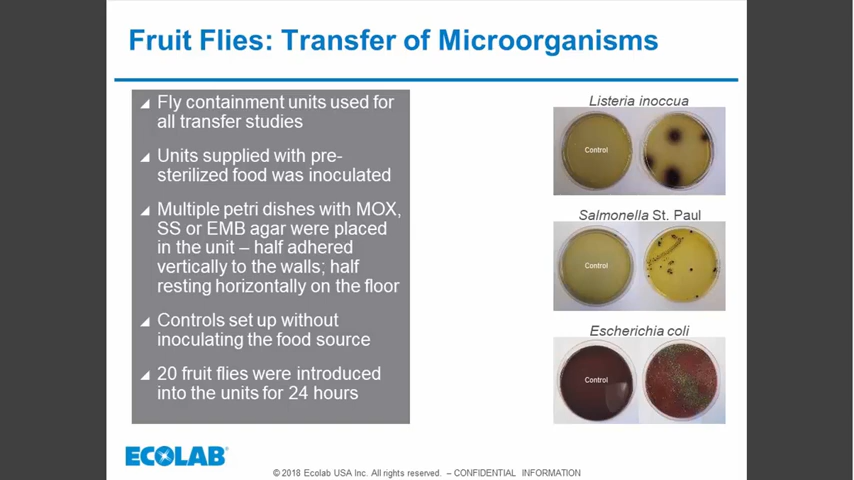 Fruit Flies: Transfer of Microorganisms
Fly containment units used for
all transfer studies
Units supplied with pre-
sterilized food was inoculated
Multiple petri dishes with MOX,
SS or EMB agar were placed
in the unit – half adhered
vertically to the walls; half
resting horizontally on the floor
Controls set up without
inoculating the food source
20 fruit flies were introduced
into the units for 24 hours
Listeria inoccua
Control
Salmonella St. Paul
Control
Escherichia coli
Control
ECOLAB®
© 2018 Ecolab USA Inc. All rights reserved. – CONFIDENTIAL INFORMATION